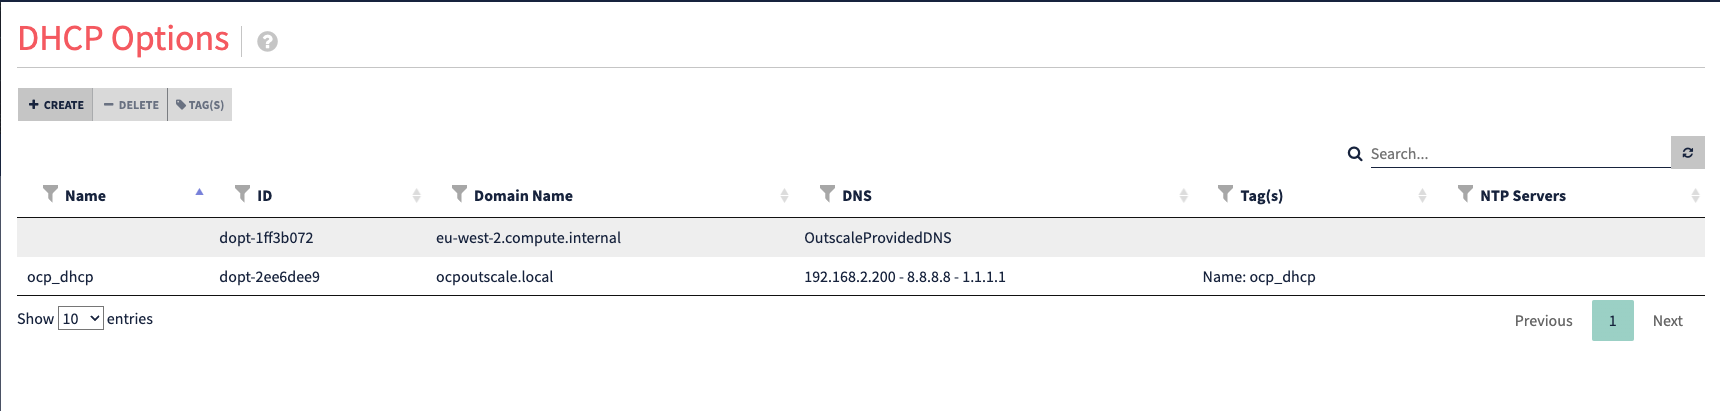 DHCP Options ?
CREATE DELETE TAG(S)
Search...
Name ID Domain Name DNS Tag(s) NTP Servers
dopt-1ff3b072 eu-west-2.compute.internal OutscaleProvidedDNS
ocp_dhcp dopt-2ee6dee9 ocpoutscale.local 192.168.2.200 - 8.8.8.8 - 1.1.1.1 Name: ocp_dhcp
Show 10 entries Previous 1 Next